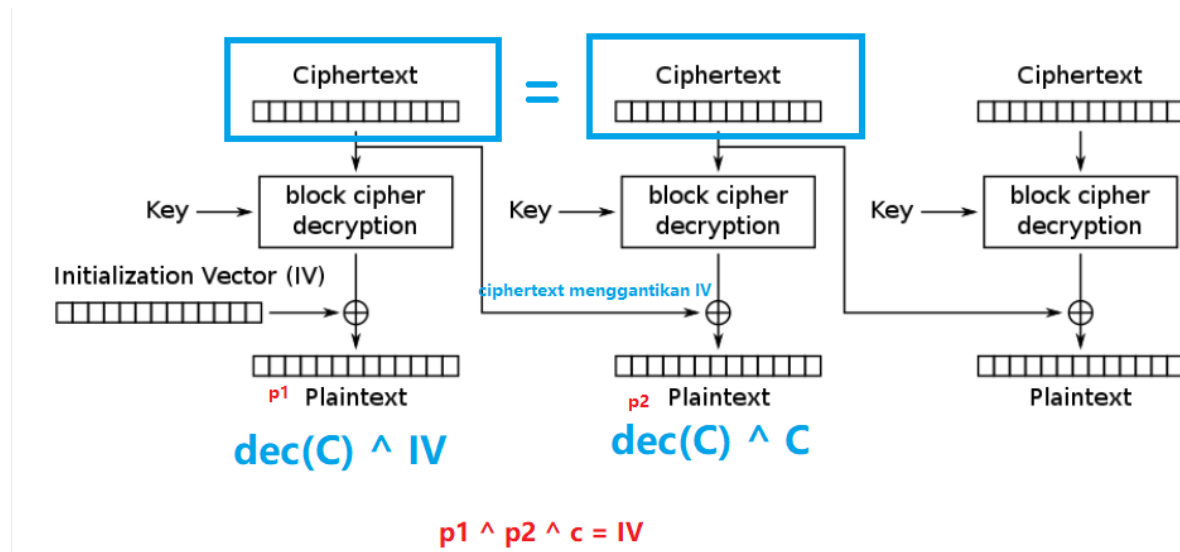 Ciphertext
=
Ciphertext
Ciphertext
Key
block cipher
decryption
Key
block cipher
decryption
Key
block cipher
decryption
Initialization Vector (IV)
ciphertext menggantikan IV
p1 Plaintext
p2 Plaintext
Plaintext
dec(C) ^ IV
dec(C) ^ C
p1 ^ p2 ^ c = IV